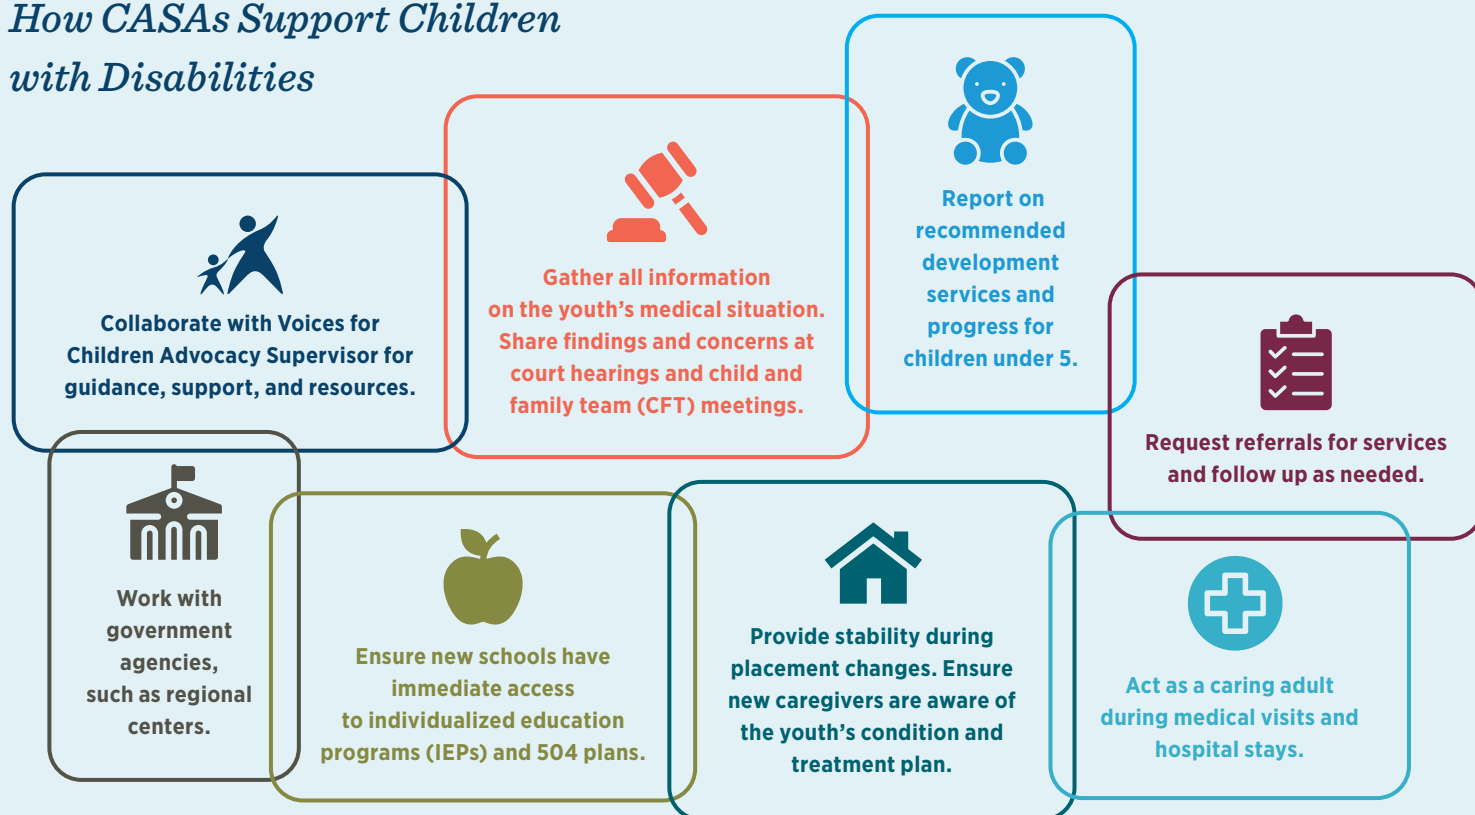 How CASAs Support Children
with Disabilities
Collaborate with Voices for
Children Advocacy Supervisor for
guidance, support, and resources.
Gather all information
on the youth’s medical situation.
Share findings and concerns at
court hearings and child and
family team (CFT) meetings.
Report on
recommended
development
services and
progress for
children under 5.
Request referrals for services
and follow up as needed.
Work with
government
agencies,
such as regional
centers.
Ensure new schools have
immediate access
to individualized education
programs (IEPs) and 504 plans.
Provide stability during
placement changes. Ensure
new caregivers are aware of
the youth’s condition and
treatment plan.
Act as a caring adult
during medical visits and
hospital stays.